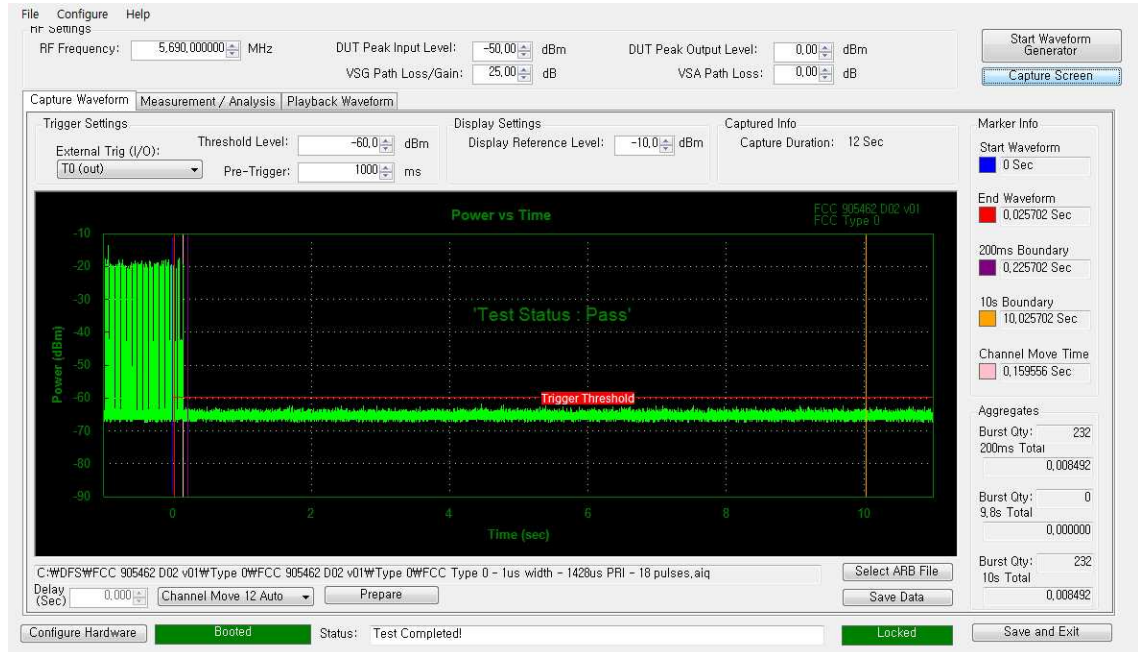 File Configure Help
RF Settings
RF Frequency: 5,690,000000 MHz DUT Peak Input Level: -50,00 dBm DUT Peak Output Level: 0,00 dBm
VSG Path Loss/Gain: 25,00 dB VSA Path Loss: 0,00 dB
Start Waveform
Generator
Capture Screen
Capture Waveform Measurement / Analysis Playback Waveform
Trigger Settings
External Trig (I/O):
T0 (out)
Threshold Level: -60,0 dBm
Pre-Trigger: 1000 ms
Display Settings
Display Reference Level: -10,0 dBm
Captured Info
Capture Duration: 12 Sec
Power vs Time
FCC 905462 D02 v01
FCC Type 0
-10
-20
-30
-40
-50
-60
-70
-80
-90
Power (dBm)
'Test Status : Pass'
Trigger Threshold
0 2 4 6 8 10
Time (sec)
Marker Info
Start Waveform
0 Sec
End Waveform
0,025702 Sec
200ms Boundary
0,225702 Sec
10s Boundary
10,025702 Sec
Channel Move Time
0,159556 Sec
Aggregates
Burst Qty: 232
200ms Total
0,008492
Burst Qty: 0
9,8s Total
0,000000
Burst Qty: 232
10s Total
0,008492
C:₩DFS₩FCC 905462 D02 v01₩Type 0₩FCC 905462 D02 v01₩Type 0₩FCC Type 0 - 1us width - 1428us PRI - 18 pulses,aiq
Select ARB File
Delay
(Sec) 0,000 Channel Move 12 Auto Prepare
Save Data
Configure Hardware Booted Status: Test Completed! Locked Save and Exit